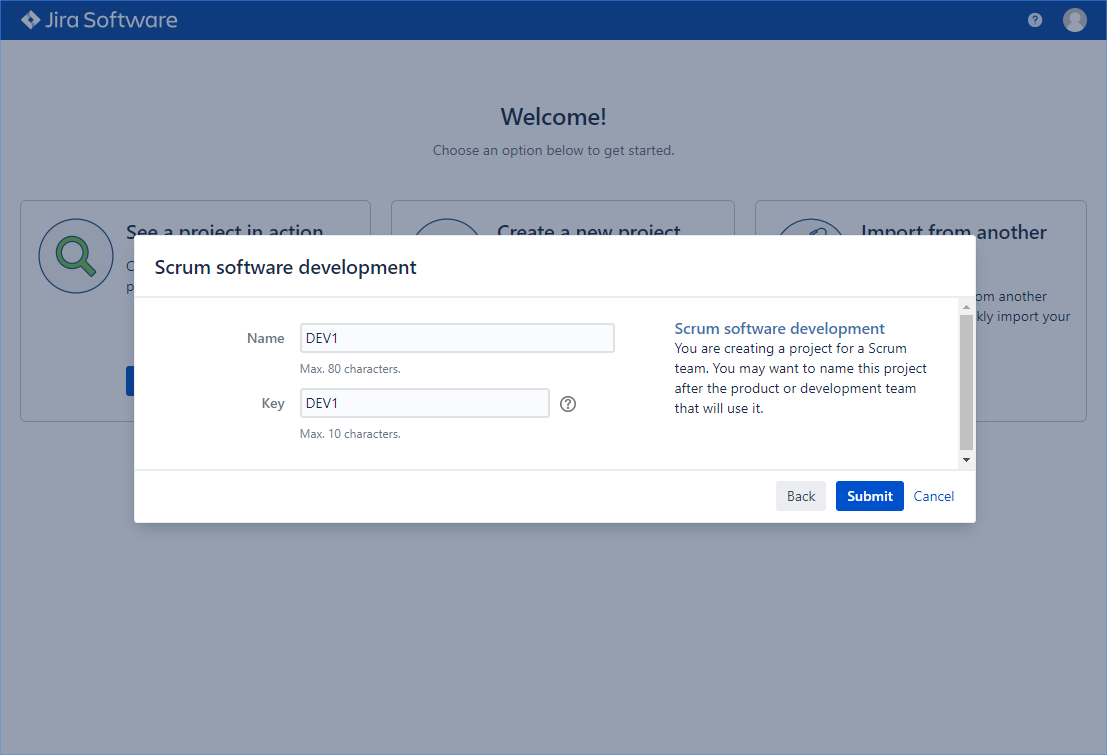 Jira Software
?
Welcome!
Choose an option below to get started.
See a project in action
Create a new project
Import from another
om another
kly import your
Scrum software development
Name
DEV1
Max. 80 characters.
Key
DEV1
?
Max. 10 characters.
Scrum software development
You are creating a project for a Scrum
team. You may want to name this project
after the product or development team
that will use it.
Back
Submit
Cancel